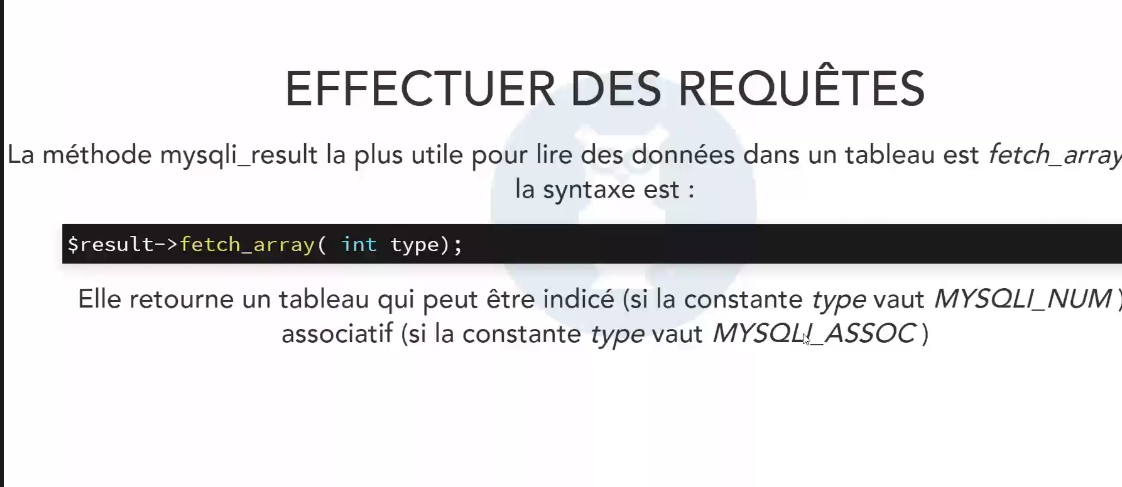 EFFECTUER DES REQUÊTES
La méthode mysqli_result la plus utile pour lire des données dans un tableau est fetch_array
la syntaxe est :
$result->fetch_array( int type);
Elle retourne un tableau qui peut être indicé (si la constante type vaut MYSQLI_NUM )
associatif (si la constante type vaut MYSQLI_ASSOC )